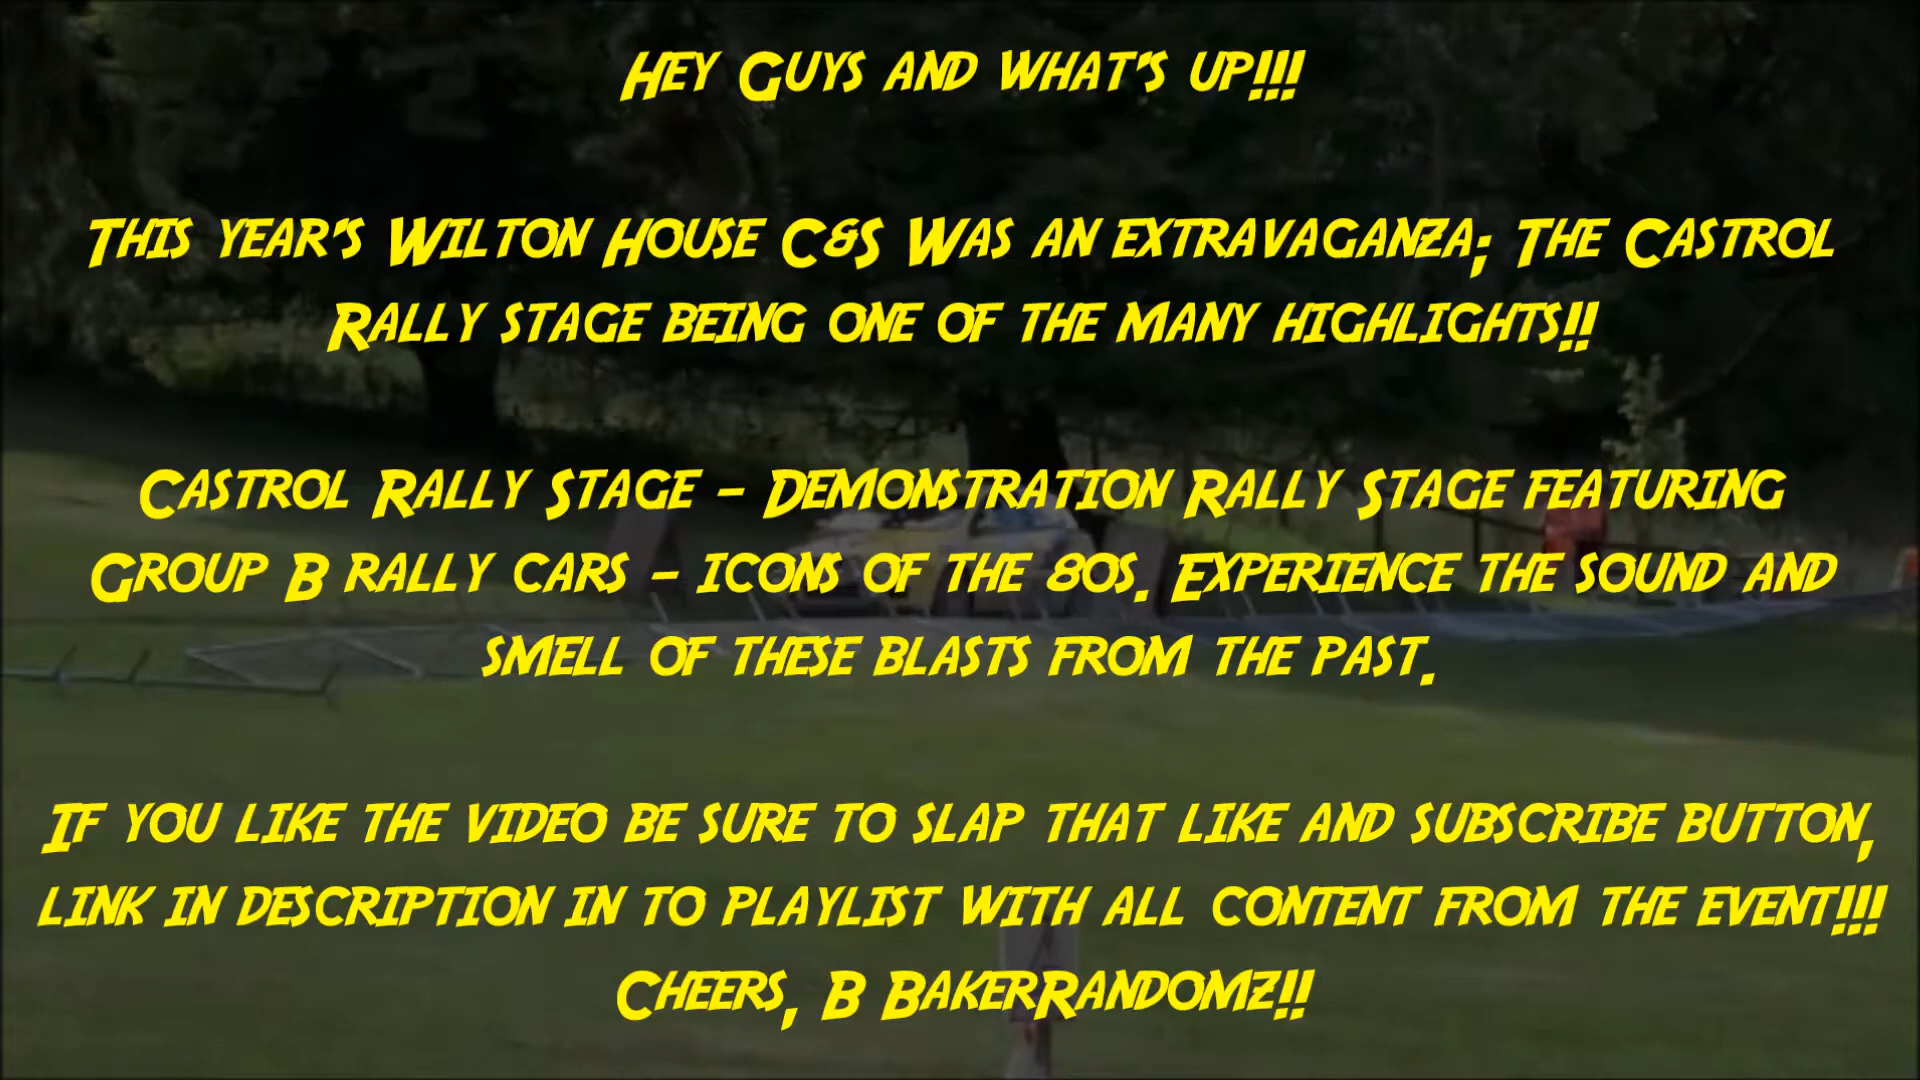 Hey Guys and what's up!!!
This year's Wilton House C&S Was an extravaganza; The Castrol
Rally stage being one of the many highlights!!
Castrol Rally Stage - Demonstration Rally Stage featuring
Group B rally cars - icons of the 80s. Experience the sound and
smell of these blasts from the past.
If you like the video be sure to slap that like and subscribe button,
link in description in to playlist with all content from the event!!!
Cheers, B BakerRandomz!!